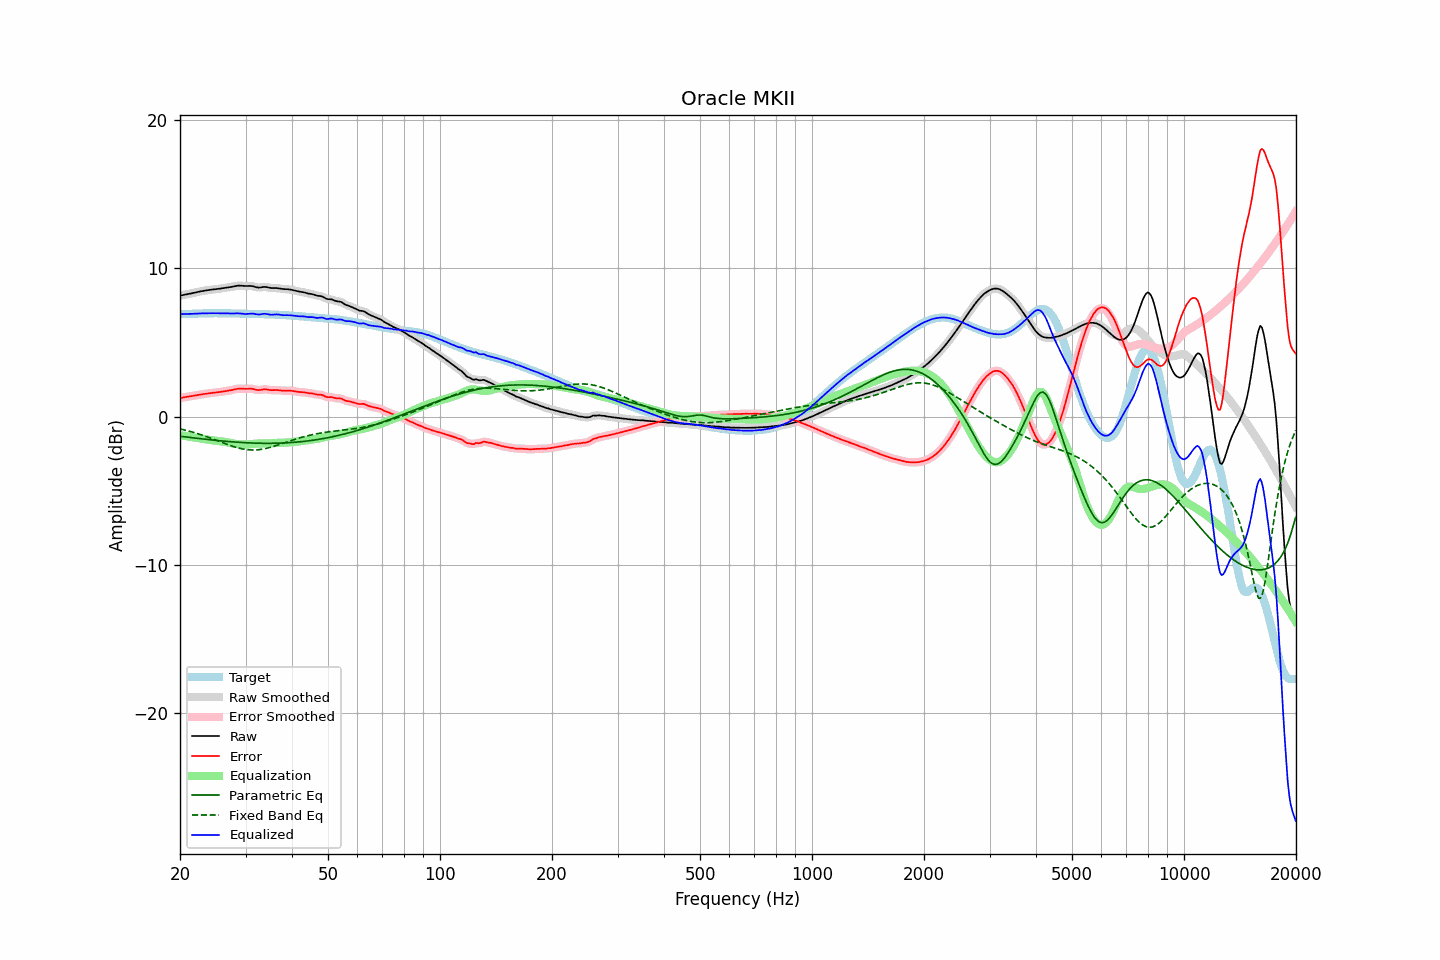 Oracle MKII
20
10
0
−10
−20
Amplitude (dBr)
Target
Raw Smoothed
Error Smoothed
Raw
Error
Equalization
Parametric Eq
Fixed Band Eq
Equalized
20 50 100 200 500 1000 2000 5000 10000 20000
Frequency (Hz)